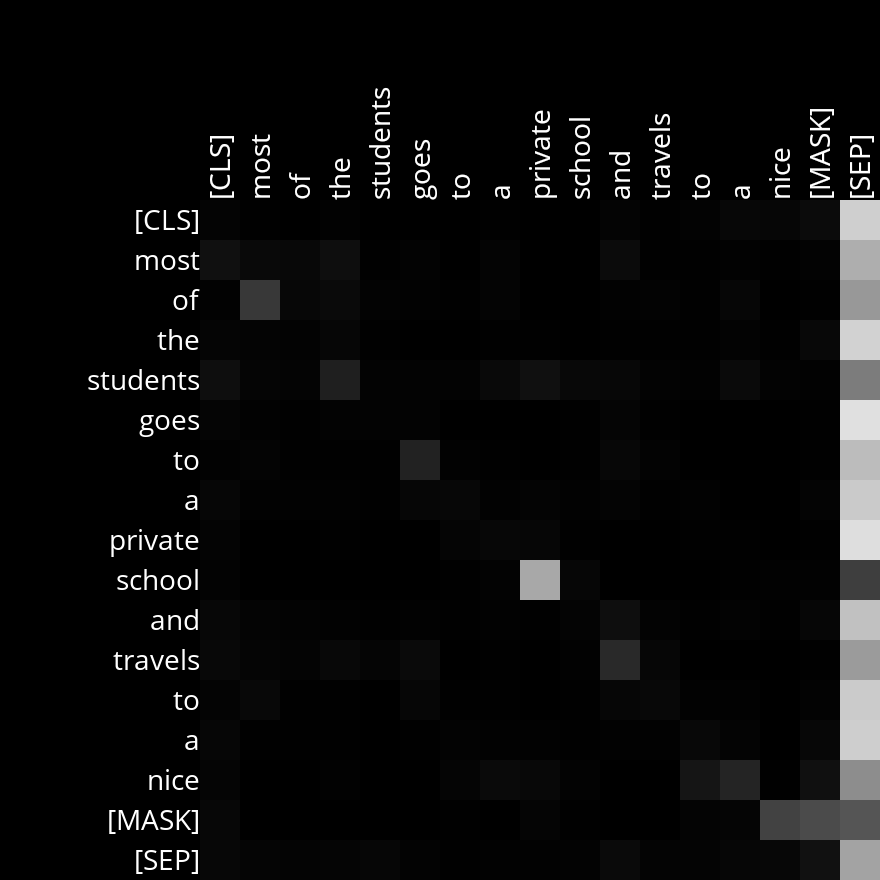 [CLS] most of the students goes to a private school and travels to a nice [MASK] [SEP]
[CLS]
most
of
the
students
goes
to
a
private
school
and
travels
to
a
nice
[MASK]
[SEP]